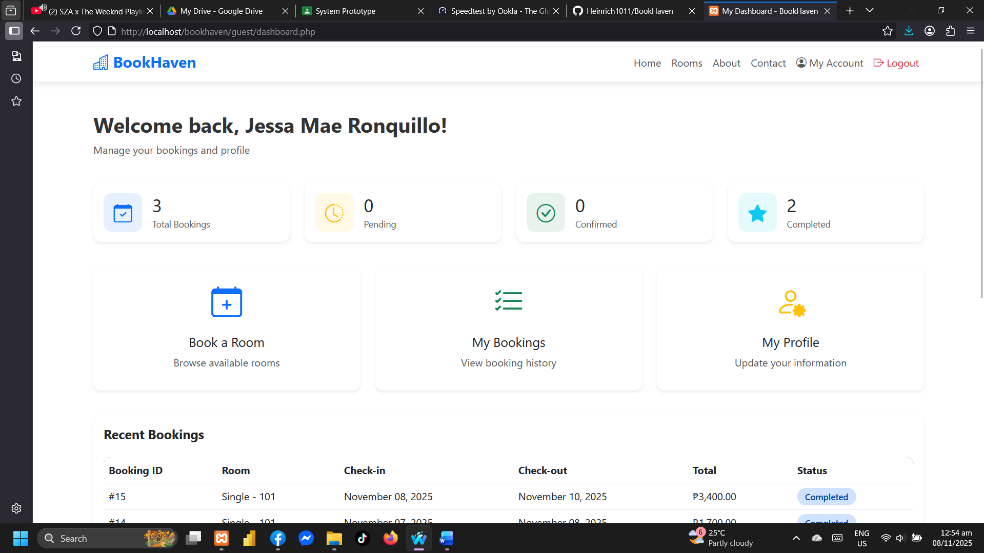 (2) SZA x The Weeknd Playli
My Drive - Google Drive
System Prototype
Speedtest by Ookla - The Glo
Heinrich1011/BookHaven
My Dashboard - BookHaven
http://localhost/bookhaven/guest/dashboard.php
BookHaven
Home Rooms About Contact My Account Logout
Welcome back, Jessa Mae Ronquillo!
Manage your bookings and profile
3
Total Bookings
0
Pending
0
Confirmed
2
Completed
Book a Room
Browse available rooms
My Bookings
View booking history
My Profile
Update your information
Recent Bookings
Booking ID Room Check-in Check-out Total Status
#15 Single - 101 November 08, 2025 November 10, 2025 ₱3,400.00 Completed
#14 Single - 101 November 07, 2025 November 08, 2025 ₱1,700.00 Completed
Search
6
25°C
Partly cloudy
ENG
US
12:54 am
08/11/2025